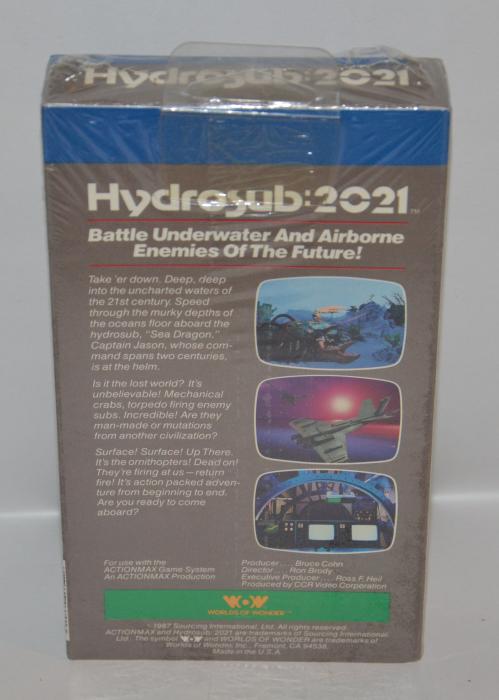 Hydrosub:2021
Hydrosub:2021™
Battle Underwater And Airborne
Enemies Of The Future!
Take 'er down. Deep, deep
into the uncharted waters of
the 21st century. Speed
through the murky depths of
the oceans floor aboard the
hydrosub, "Sea Dragon."
Captain Jason, whose com-
mand spans two centuries,
is at the helm.
Is it the lost world? It's
unbelievable! Mechanical
crabs, torpedo firing enemy
subs. Incredible! Are they
man-made or mutations
from another civilization?
Surface! Surface! Up There.
It's the ornithopters! Dead on!
They're firing at us – return
fire! It's action packed adven-
ture from beginning to end.
Are you ready to come
aboard?
For use with the
ACTIONMAX Game System
An ACTIONMAX Production
Producer.... Bruce Cohn
Director.... Ron Brody
Executive Producer.... Ross F. Heil
Produced by CCR Video Corporation
WOW
WORLDS OF WONDER™
© 1987 Sourcing International, Ltd. All rights reserved.
ACTIONMAX and Hydrosub: 2021 are trademarks of Sourcing International,
Ltd. The symbol WOW and WORLDS OF WONDER are trademarks of
Worlds of Wonder, Inc., Fremont, CA 94538.
Made in the U.S.A.